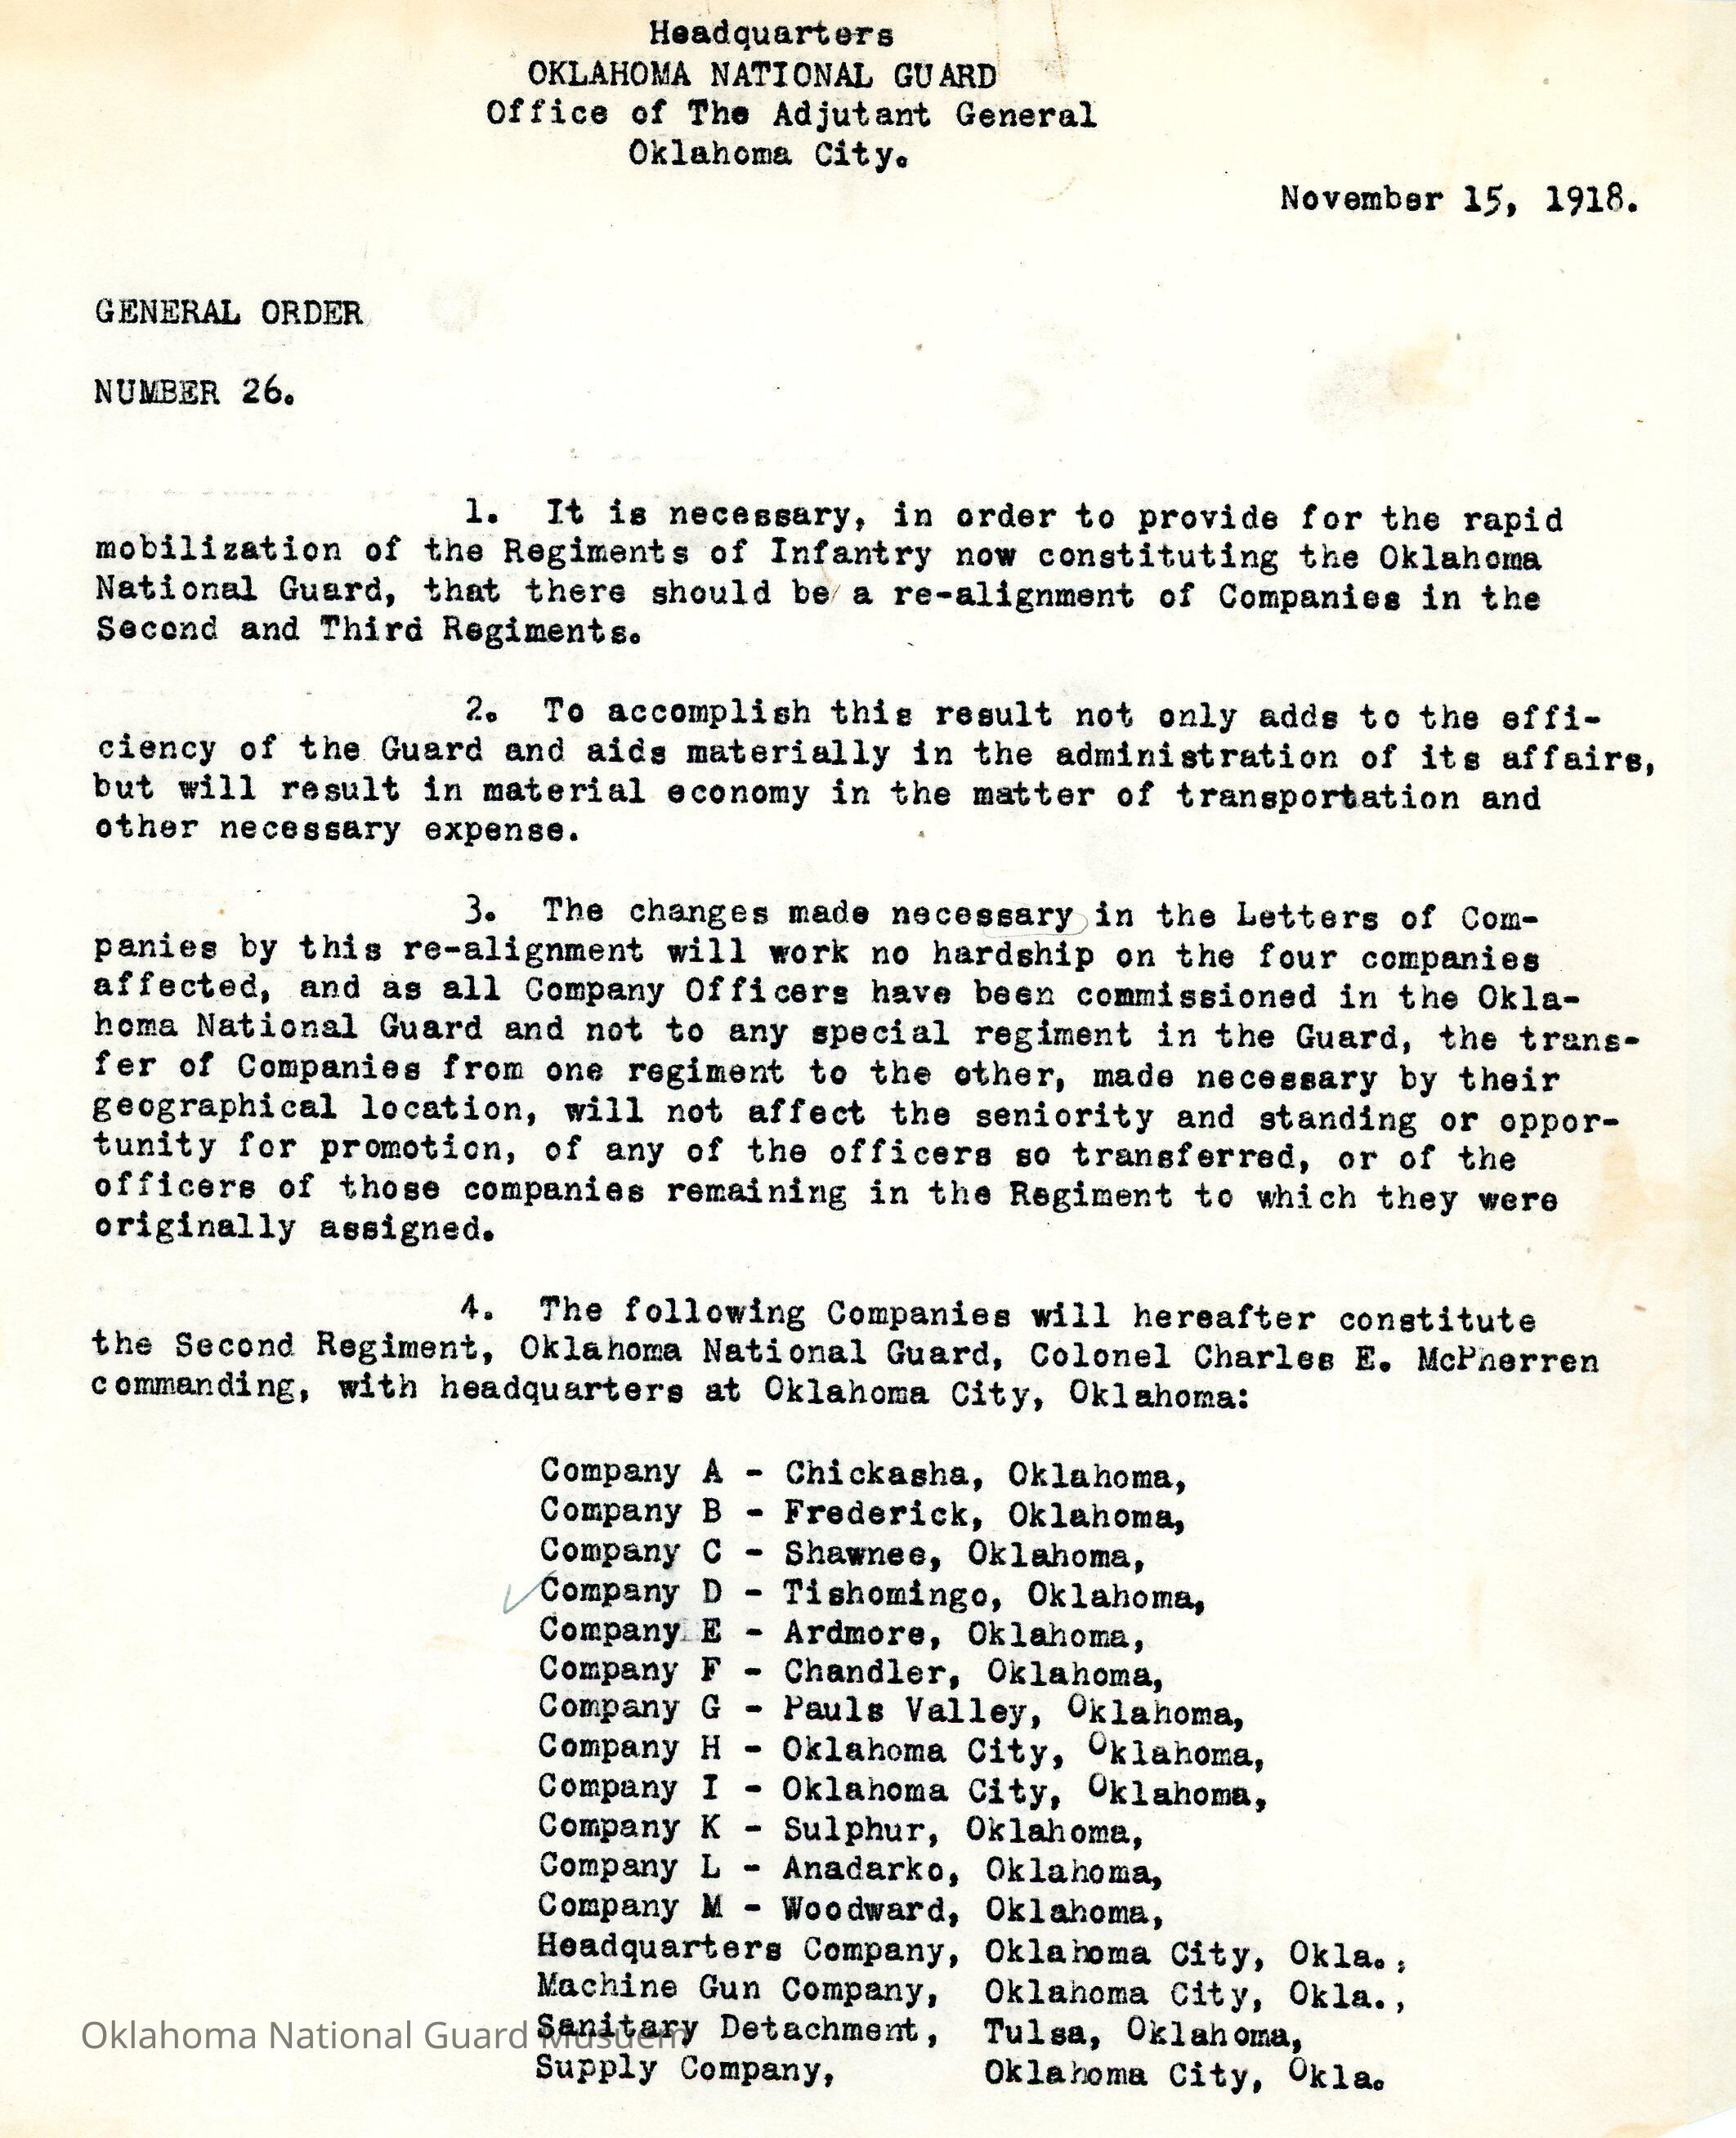 Headquarters
OKLAHOMA NATIONAL GUARD
Office of The Adjutant General
Oklahoma City.
November 15, 1918.
GENERAL ORDER
NUMBER 26.
1. It is necessary, in order to provide for the rapid
mobilization of the Regiments of Infantry now constituting the Oklahoma
National Guard, that there should be a re-alignment of Companies in the
Second and Third Regiments.
2. To accomplish this result not only adds to the effi-
ciency of the Guard and aids materially in the administration of its affairs,
but will result in material economy in the matter of transportation and
other necessary expense.
3. The changes made necessary in the Letters of Com-
panies by this re-alignment will work no hardship on the four companies
affected, and as all Company Officers have been commissioned in the Okla-
homa National Guard and not to any special regiment in the Guard, the trans-
fer of Companies from one regiment to the other, made necessary by their
geographical location, will not affect the seniority and standing or oppor-
tunity for promotion, of any of the officers so transferred, or of the
officers of those companies remaining in the Regiment to which they were
originally assigned.
4. The following Companies will hereafter constitute
the Second Regiment, Oklahoma National Guard, Colonel Charles E. McPherren
commanding, with headquarters at Oklahoma City, Oklahoma:
Company A - Chickasha, Oklahoma,
Company B - Frederick, Oklahoma,
Company C - Shawnee, Oklahoma,
Company D - Tishomingo, Oklahoma,
Company E - Ardmore, Oklahoma,
Company F - Chandler, Oklahoma,
Company G - Pauls Valley, Oklahoma,
Company H - Oklahoma City, Oklahoma,
Company I - Oklahoma City, Oklahoma,
Company K - Sulphur, Oklahoma,
Company L - Anadarko, Oklahoma,
Company M - Woodward, Oklahoma,
Headquarters Company, Oklahoma City, Okla.,
Machine Gun Company, Oklahoma City, Okla.,
Sanitary Detachment, Tulsa, Oklahoma,
Supply Company, Oklahoma City, Okla.
Oklahoma National Guard Musuem